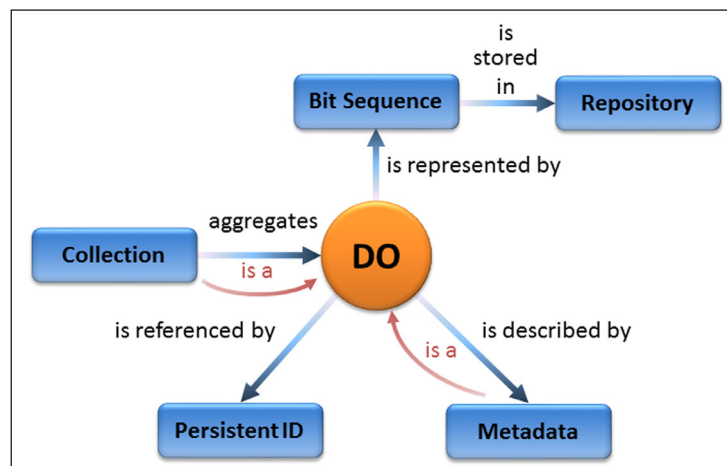 is
stored
in
Bit Sequence
Repository
is represented by
aggregates
Collection
DO
is a
is referenced by
is described by
is a
Persistent ID
Metadata